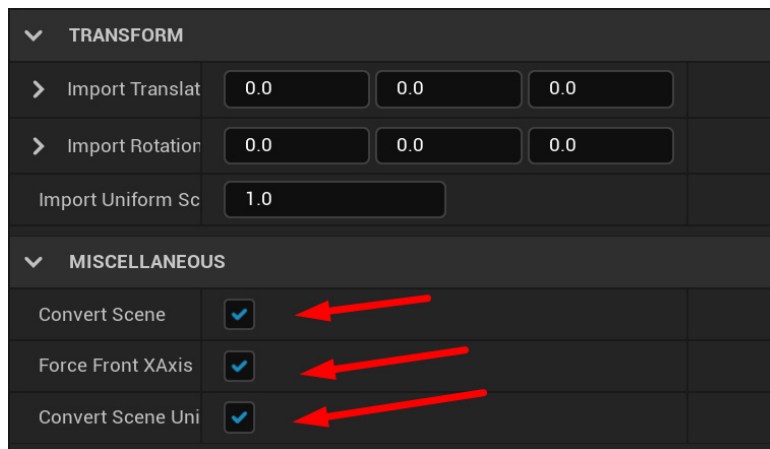 TRANSFORM
Import Translat 0.0 0.0 0.0
Import Rotation 0.0 0.0 0.0
Import Uniform Sc 1.0
MISCELLANEOUS
Convert Scene
Force Front XAxis
Convert Scene Uni